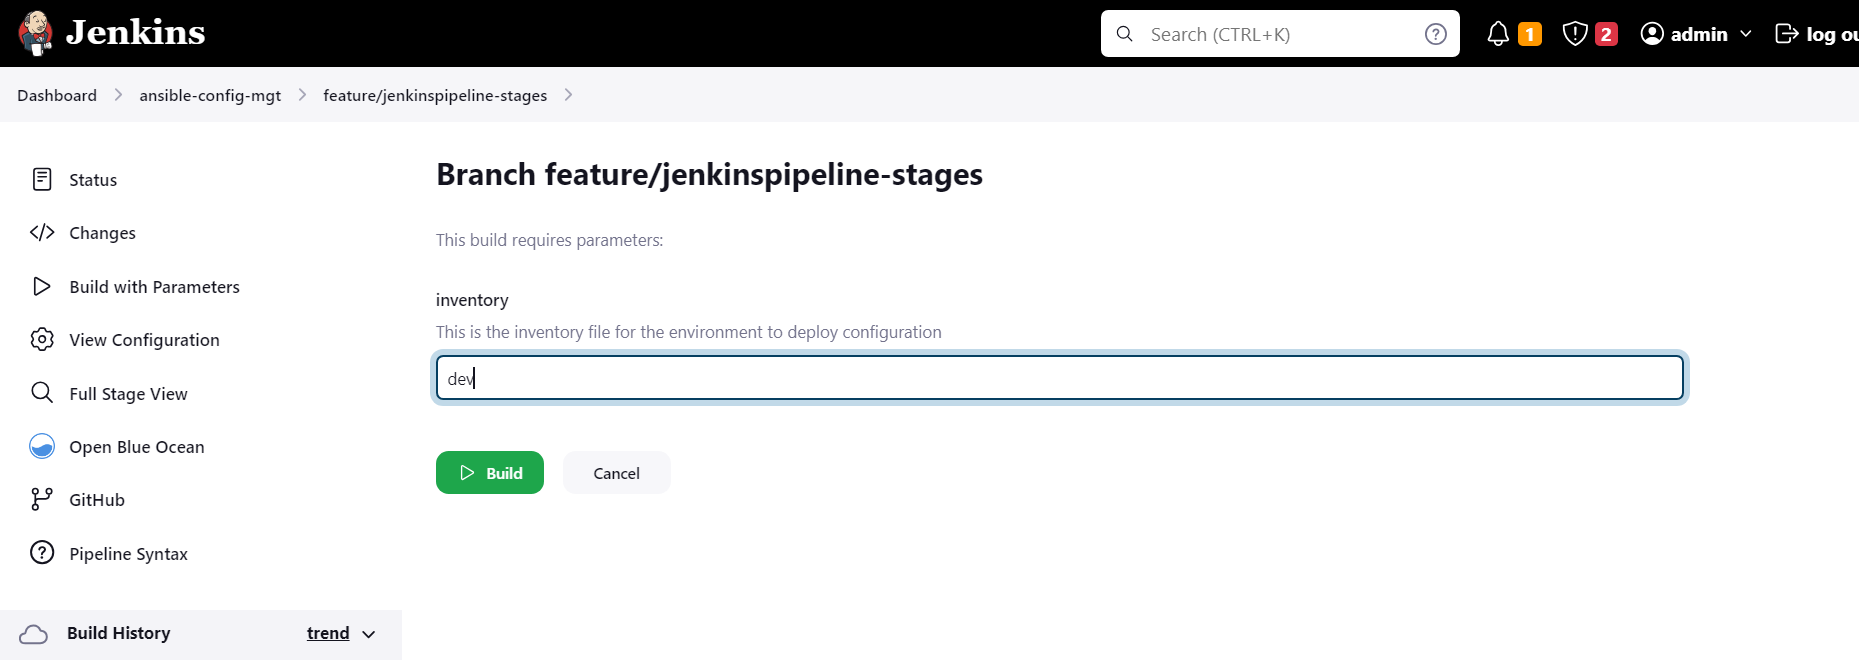 Jenkins
Search (CTRL+K)
1
2
admin
log ou
Dashboard
ansible-config-mgt
feature/jenkinspipeline-stages
Status
Changes
Build with Parameters
View Configuration
Full Stage View
Open Blue Ocean
GitHub
Pipeline Syntax
Build History
trend
Branch feature/jenkinspipeline-stages
This build requires parameters:
inventory
This is the inventory file for the environment to deploy configuration
dev
Build
Cancel